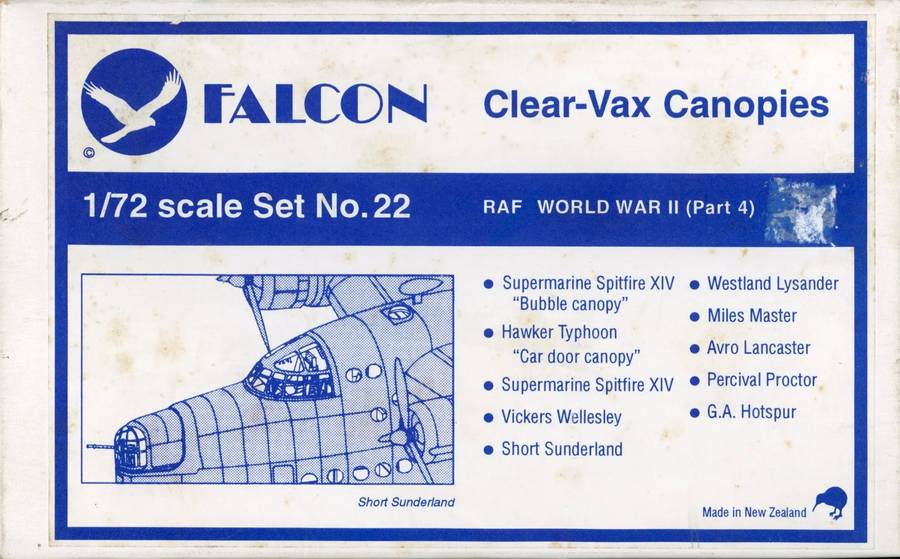 FALCON
Clear-Vax Canopies
©
1/72 scale Set No. 22
RAF WORLD WAR II (Part 4)
● Supermarine Spitfire XIV
“Bubble canopy”
● Hawker Typhoon
“Car door canopy”
● Supermarine Spitfire XIV
● Vickers Wellesley
● Short Sunderland
● Westland Lysander
● Miles Master
● Avro Lancaster
● Percival Proctor
● G.A. Hotspur
Short Sunderland
Made in New Zealand